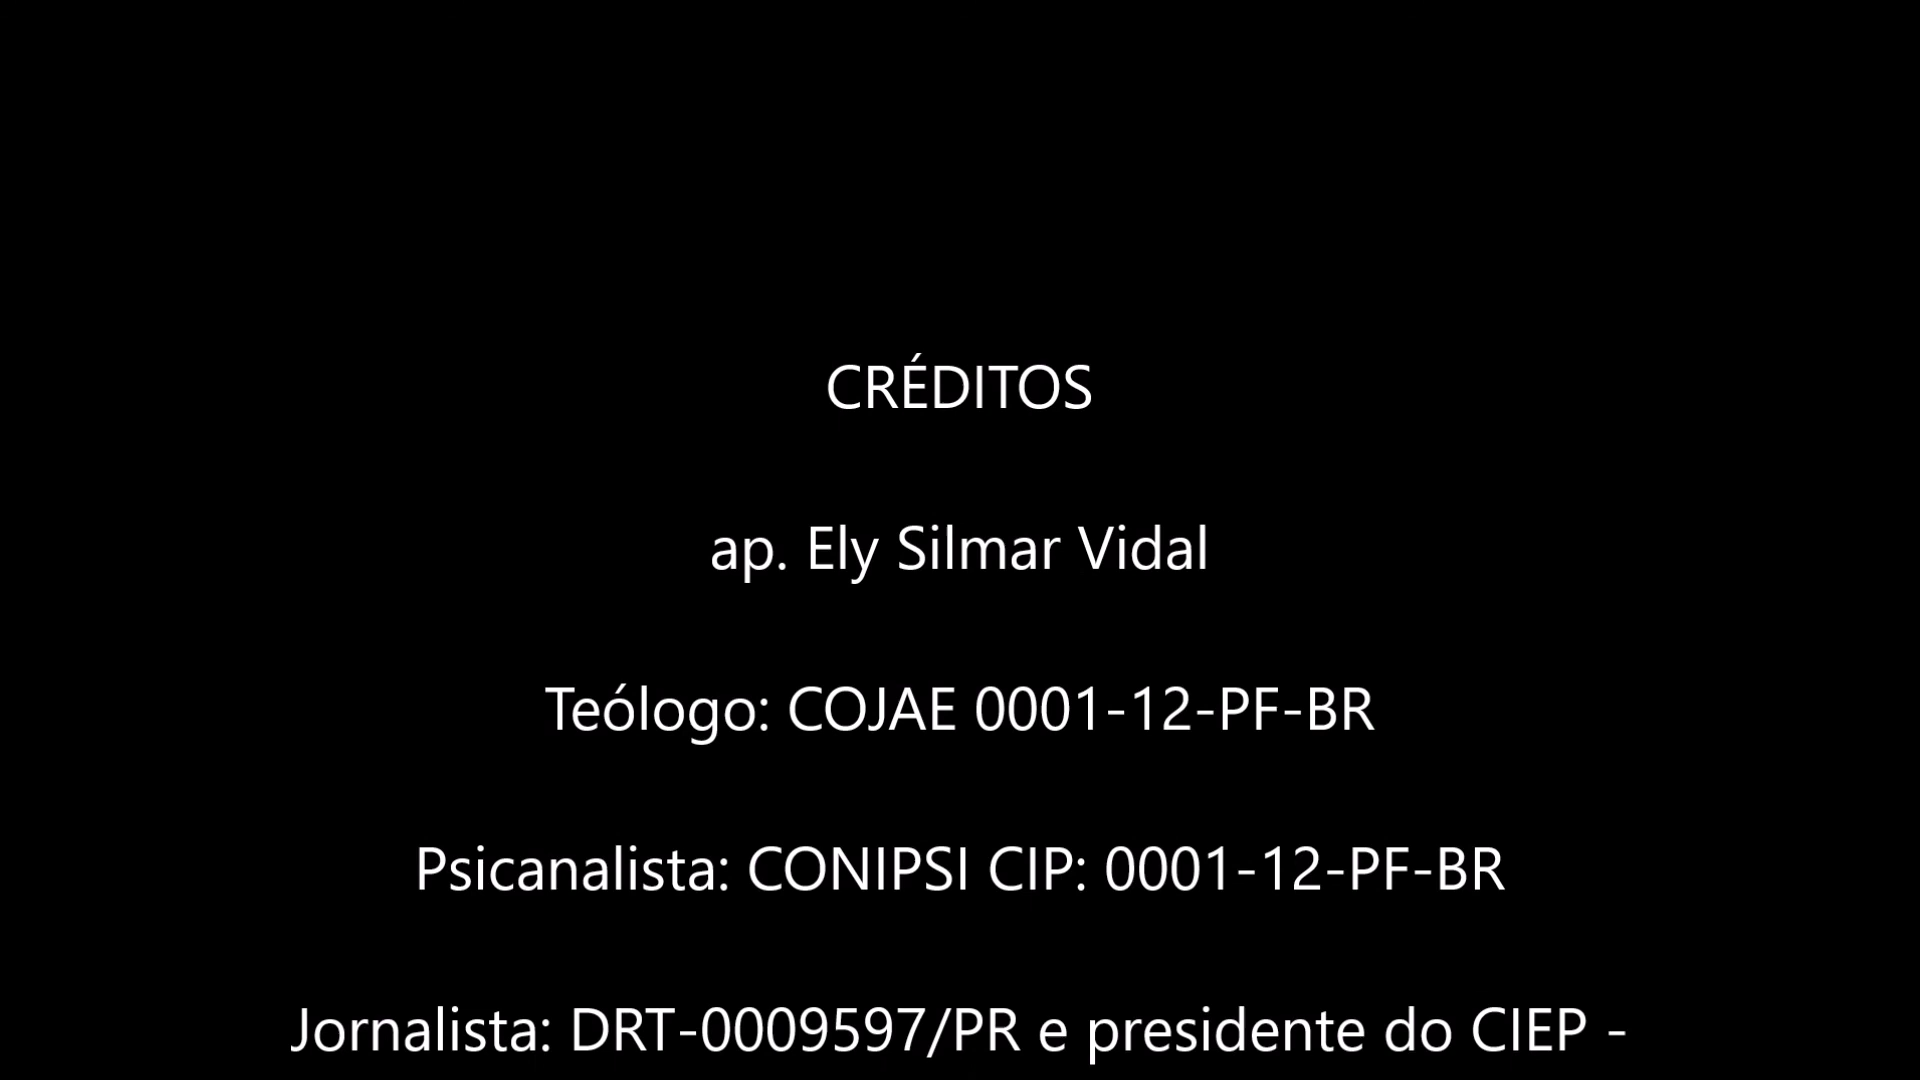 CRÉDITOS
ap. Ely Silmar Vidal
Teólogo: COJAE 0001-12-PF-BR
Psicanalista: CONIPSI CIP: 0001-12-PF-BR
Jornalista: DRT-0009597/PR e presidente do CIEP -